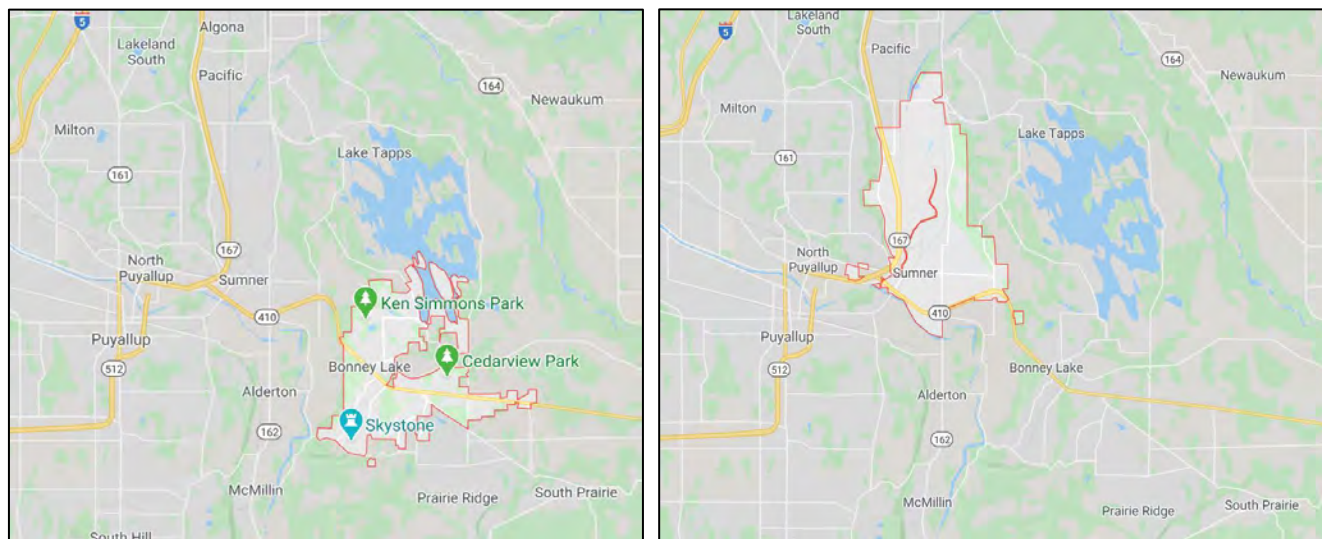 5
Algona
Lakeland
South
Pacific
164
Newaukum
Milton
161
Lake Tapps
167
North
Puyallup
Sumner
Ken Simmons Park
410
Puyallup
512
Bonney Lake
Cedarview Park
Alderton
Skystone
162
McMillin
Prairie Ridge
South Prairie
South Hill
5
Lakeland
South
Pacific
164
Newaukum
Milton
161
Lake Tapps
167
North
Puyallup
Sumner
410
Puyallup
512
Bonney Lake
Alderton
162
McMillin
Prairie Ridge
South Prairie